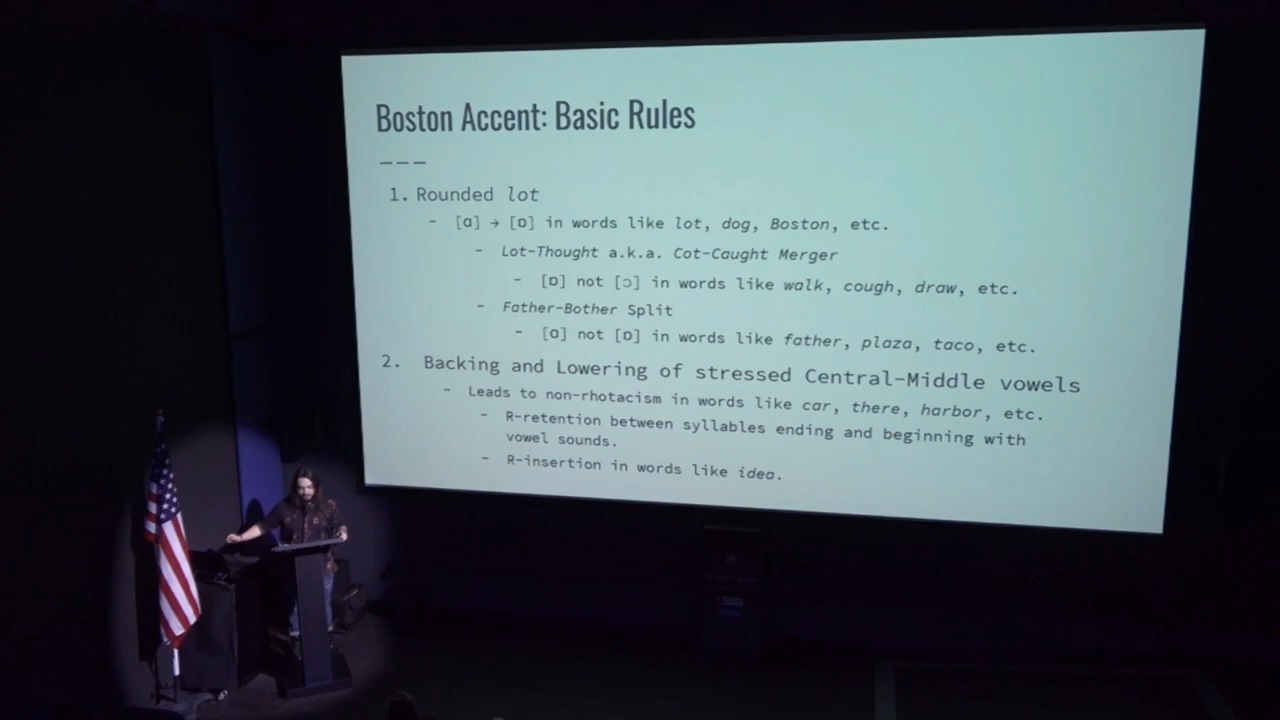 Boston Accent: Basic Rules
---
1. Rounded lot
- [ɑ] → [ɒ] in words like lot, dog, Boston, etc.
- Lot-Thought a.k.a. Cot-Caught Merger
- [ɒ] not [ɔ] in words like walk, cough, draw, etc.
- Father-Bother Split
- [ɑ] not [ɒ] in words like father, plaza, taco, etc.
2. Backing and Lowering of stressed Central-Middle vowels
- Leads to non-rhotacism in words like car, there, harbor, etc.
- R-retention between syllables ending and beginning with
vowel sounds.
- R-insertion in words like idea.